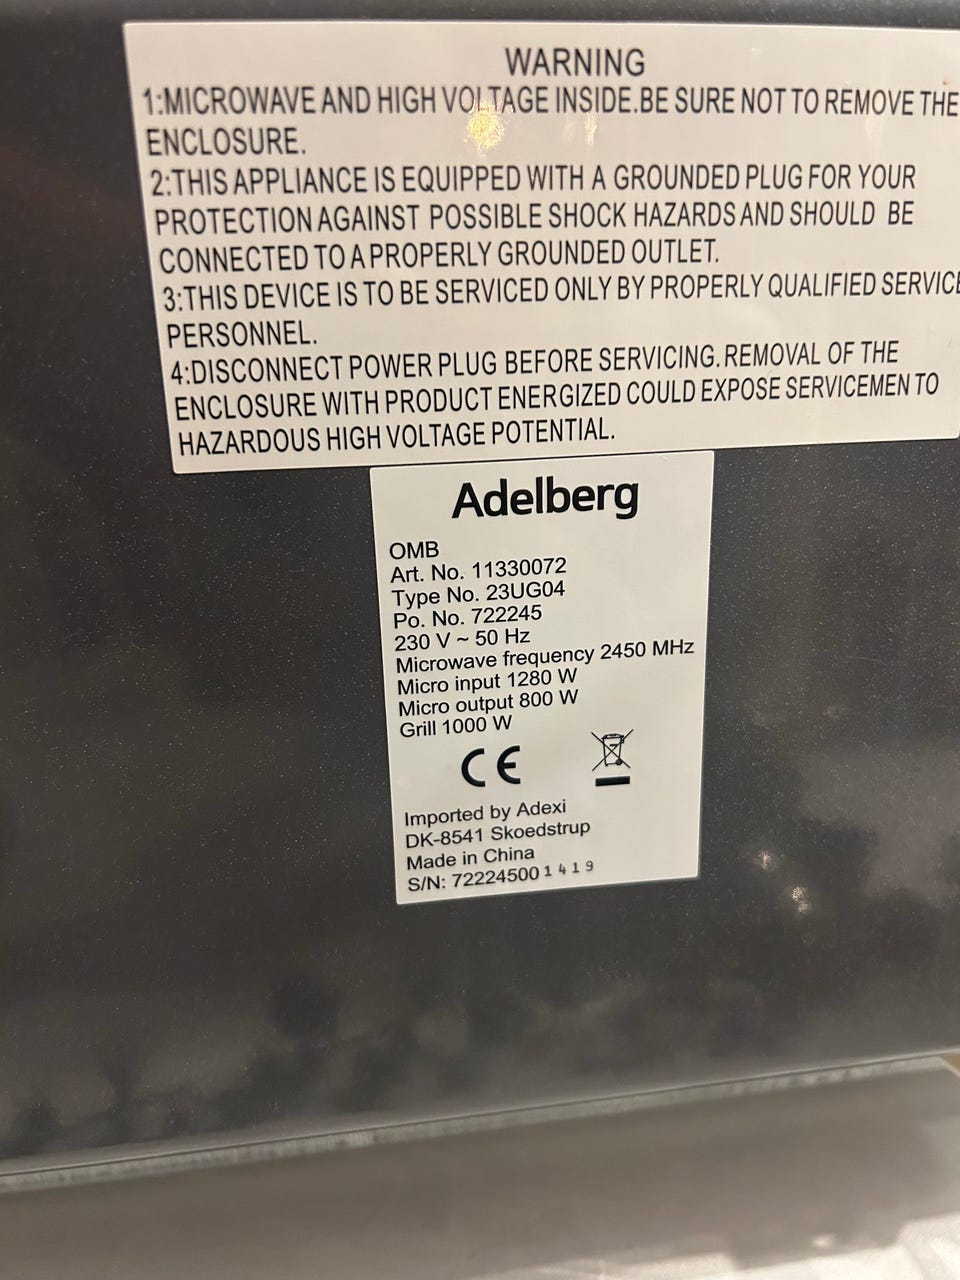 WARNING
1:MICROWAVE AND HIGH VOLTAGE INSIDE.BE SURE NOT TO REMOVE THE
ENCLOSURE.
2:THIS APPLIANCE IS EQUIPPED WITH A GROUNDED PLUG FOR YOUR
PROTECTION AGAINST POSSIBLE SHOCK HAZARDS AND SHOULD BE
CONNECTED TO A PROPERLY GROUNDED OUTLET.
3:THIS DEVICE IS TO BE SERVICED ONLY BY PROPERLY QUALIFIED SERVICE
PERSONNEL.
4:DISCONNECT POWER PLUG BEFORE SERVICING.REMOVAL OF THE
ENCLOSURE WITH PRODUCT ENERGIZED COULD EXPOSE SERVICEMEN TO
HAZARDOUS HIGH VOLTAGE POTENTIAL.
Adelberg
OMB
Art. No. 11330072
Type No. 23UG04
Po. No. 722245
230 V ~ 50 Hz
Microwave frequency 2450 MHz
Micro input 1280 W
Micro output 800 W
Grill 1000 W
CE
Imported by Adexi
DK-8541 Skoedstrup
Made in China
S/N: 722245001419